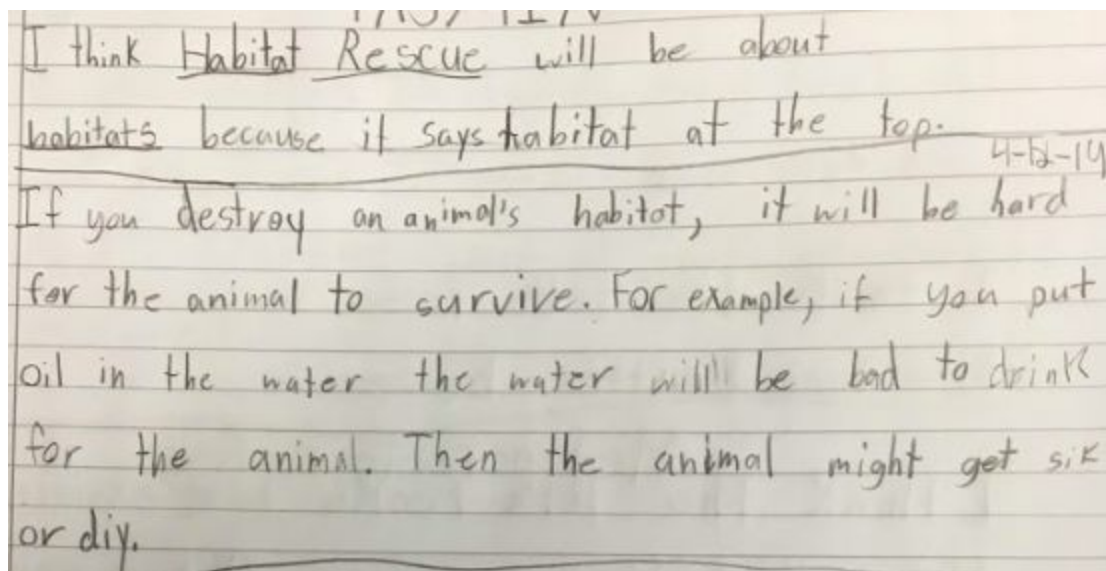 I think Habitat Rescue will be about
habitats because it says habitat at the top.
4-12-19
If you destroy an animal's habitat, it will be hard
for the animal to survive. For example, if you put
oil in the water the water will be bad to drink
for the animal. Then the animal might get sik
or diy.